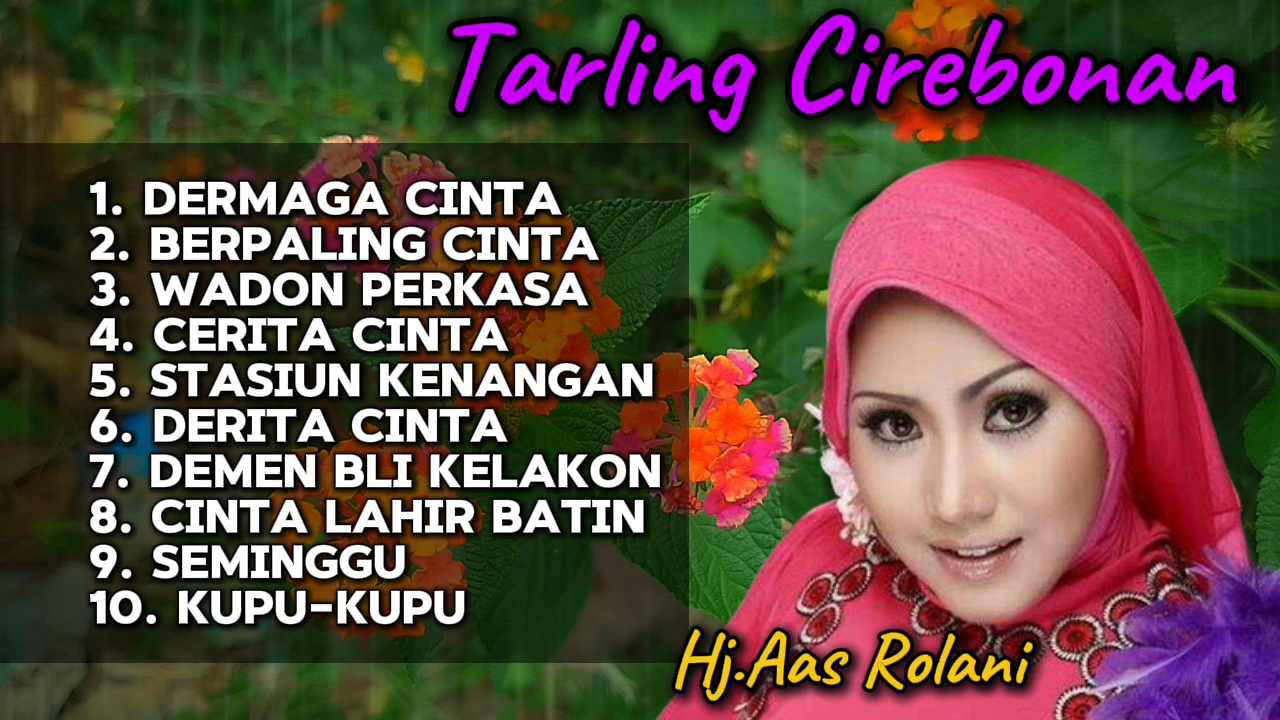 Tarling Cirebonan
1. DERMAGA CINTA
2. BERPALING CINTA
3. WADON PERKASA
4. CERITA CINTA
5. STASIUN KENANGAN
6. DERITA CINTA
7. DEMEN BLI KELAKON
8. CINTA LAHIR BATIN
9. SEMINGGU
10. KUPU-KUPU
Hj.Aas Rolani